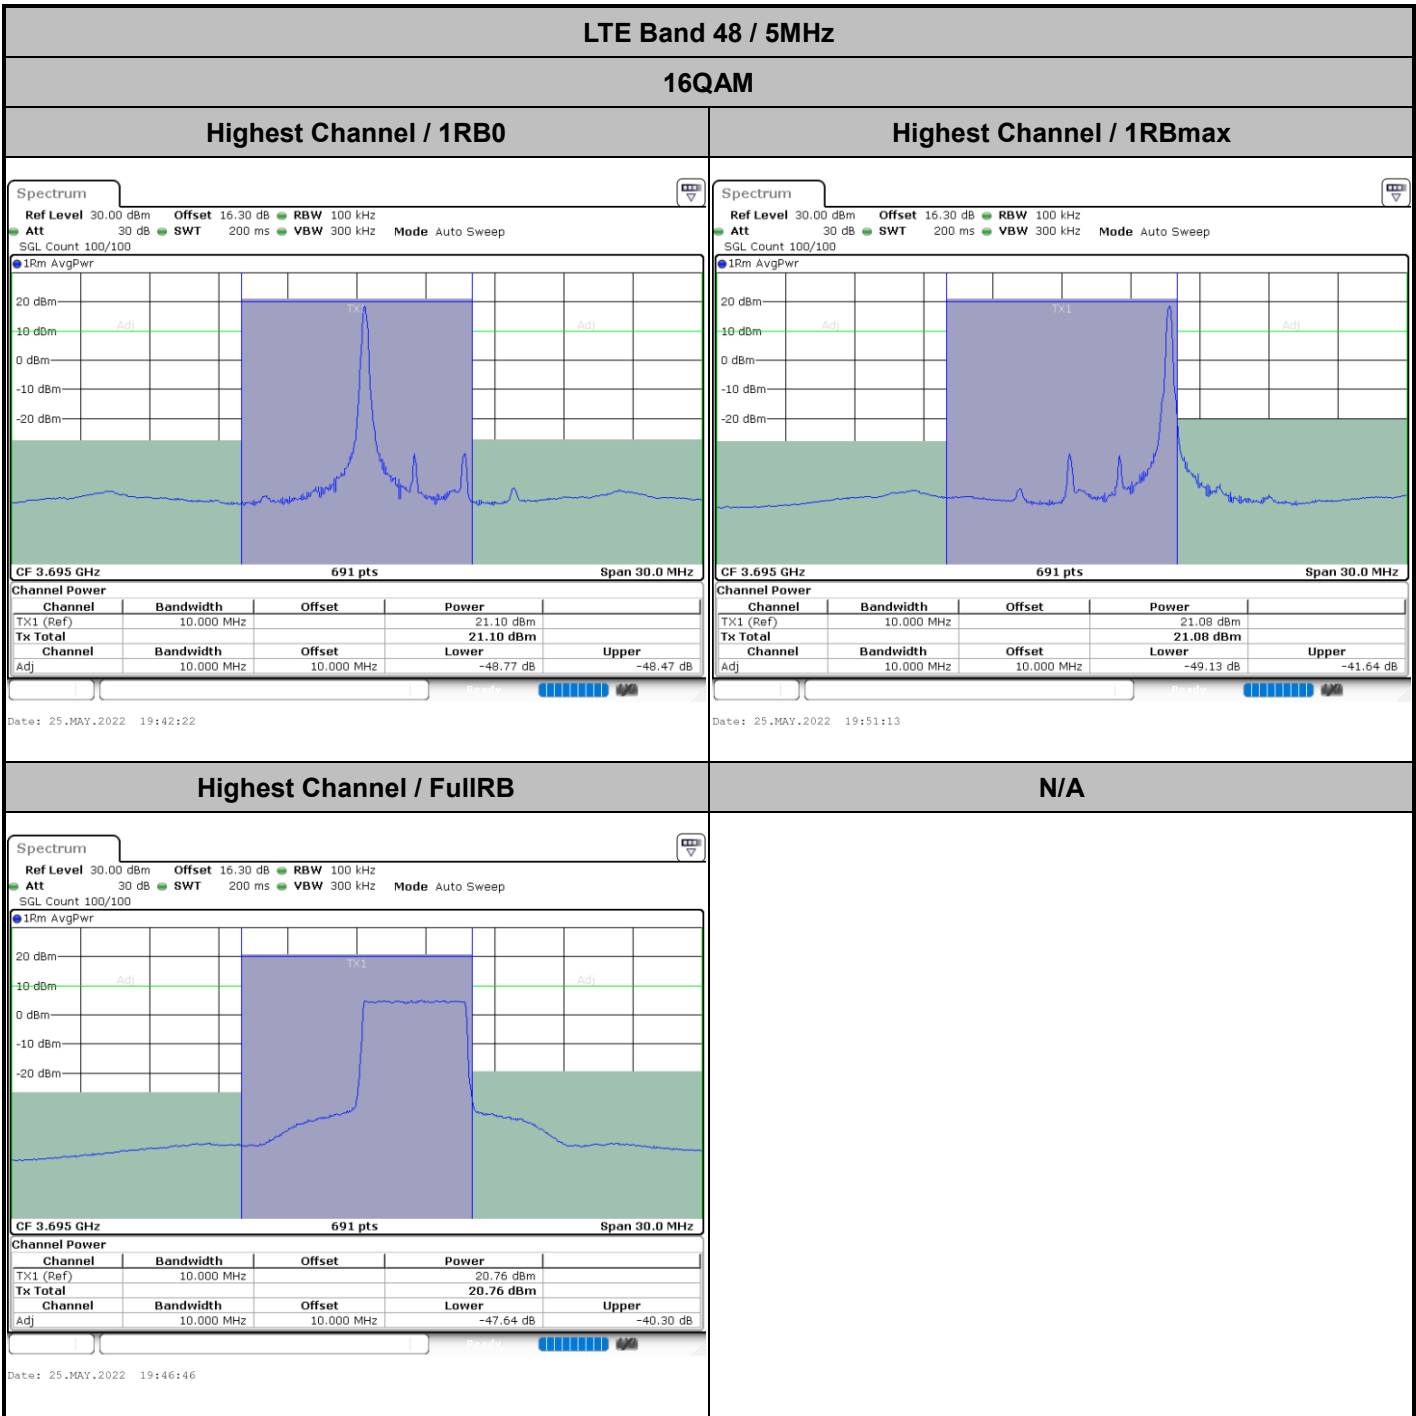 LTE Band 48 / 5MHz
16QAM
Highest Channel / 1RB0
Highest Channel / 1RBmax
Spectrum
Ref Level 30.00 dBm Offset 16.30 dB RBW 100 kHz
Att 30 dB SWT 200 ms VBW 300 kHz Mode Auto Sweep
SGL Count 100/100
1Rm AvgPwr
20 dBm
10 dBm
0 dBm
-10 dBm
-20 dBm
Adj
TX1
Adj
CF 3.695 GHz 691 pts Span 30.0 MHz
Channel Power
Channel Bandwidth Offset Power
TX1 (Ref) 10.000 MHz 21.10 dBm
Tx Total 21.10 dBm
Channel Bandwidth Offset Lower Upper
Adj 10.000 MHz 10.000 MHz -48.77 dB -48.47 dB
Ready
Date: 25.MAY.2022 19:42:22
Spectrum
Ref Level 30.00 dBm Offset 16.30 dB RBW 100 kHz
Att 30 dB SWT 200 ms VBW 300 kHz Mode Auto Sweep
SGL Count 100/100
1Rm AvgPwr
20 dBm
10 dBm
0 dBm
-10 dBm
-20 dBm
Adj
TX1
Adj
CF 3.695 GHz 691 pts Span 30.0 MHz
Channel Power
Channel Bandwidth Offset Power
TX1 (Ref) 10.000 MHz 21.08 dBm
Tx Total 21.08 dBm
Channel Bandwidth Offset Lower Upper
Adj 10.000 MHz 10.000 MHz -49.13 dB -41.64 dB
Ready
Date: 25.MAY.2022 19:51:13
Highest Channel / FullRB
N/A
Spectrum
Ref Level 30.00 dBm Offset 16.30 dB RBW 100 kHz
Att 30 dB SWT 200 ms VBW 300 kHz Mode Auto Sweep
SGL Count 100/100
1Rm AvgPwr
20 dBm
10 dBm
0 dBm
-10 dBm
-20 dBm
Adj
TX1
Adj
CF 3.695 GHz 691 pts Span 30.0 MHz
Channel Power
Channel Bandwidth Offset Power
TX1 (Ref) 10.000 MHz 20.76 dBm
Tx Total 20.76 dBm
Channel Bandwidth Offset Lower Upper
Adj 10.000 MHz 10.000 MHz -47.64 dB -40.30 dB
Ready
Date: 25.MAY.2022 19:46:46